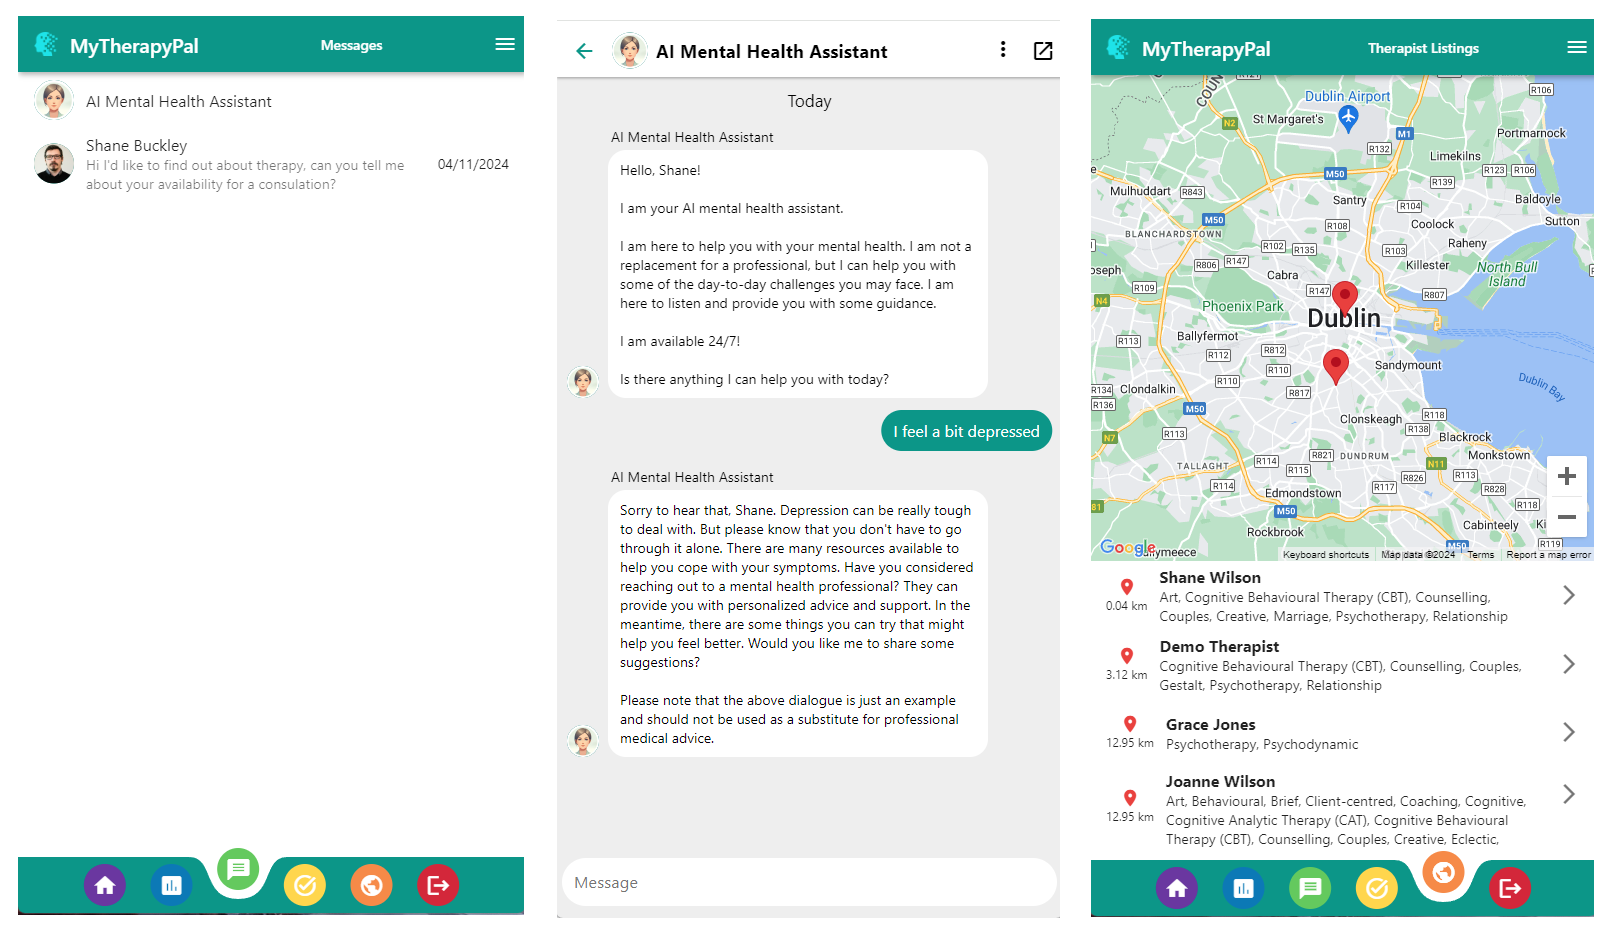 MyTherapyPal
Messages
AI Mental Health Assistant
Shane Buckley
Hi I'd like to find out about therapy, can you tell me
about your availability for a consulation?
04/11/2024
AI Mental Health Assistant
Today
AI Mental Health Assistant
Hello, Shane!
I am your AI mental health assistant.
I am here to help you with your mental health. I am not a
replacement for a professional, but I can help you with
some of the day-to-day challenges you may face. I am
here to listen and provide you with some guidance.
I am available 24/7!
Is there anything I can help you with today?
I feel a bit depressed
AI Mental Health Assistant
Sorry to hear that, Shane. Depression can be really tough
to deal with. But please know that you don't have to go
through it alone. There are many resources available to
help you cope with your symptoms. Have you considered
reaching out to a mental health professional? They can
provide you with personalized advice and support. In the
meantime, there are some things you can try that might
help you feel better. Would you like me to share some
suggestions?
Please note that the above dialogue is just an example
and should not be used as a substitute for professional
medical advice.
Message
MyTherapyPal
Therapist Listings
R121
COUN
R106
Dublin Airport
St Margaret's
N2
M1
Portmarnock
R132
Limekilns
M50
R123
R106
R139
Mulhuddart
R843
Santry
R104
Baldoyle
M50
R108
Coolock
Sutton
BLANCHARDSTOWN
R102
R135
R103
Raheny
R806
R147
Killester
North Bull
Island
oseph
Cabra
R109
R147
R807
N4
Phoenix Park
Dublin
R113
Ballyfermot
R112
R812
R110
Sandymount
R134
Clondalkin
R110
R817
Dublin Bay
R136
M50
Clonskeagh
R118
R138
N7
R113
Blackrock
TALLAGHT
R114
R821
DUNDRUM
N11
Monkstown
R115
R826
R113
R114
R117
R828
Edmondstown
R118
M50
Rockbrook
Cabinteely
Ki
M50
R119
Google
llymeece
Keyboard shortcuts
Map data ©2024
Terms
Report a map error
Shane Wilson
0.04 km
Art, Cognitive Behavioural Therapy (CBT), Counselling,
Couples, Creative, Marriage, Psychotherapy, Relationship
Demo Therapist
3.12 km
Cognitive Behavioural Therapy (CBT), Counselling, Couples,
Gestalt, Psychotherapy, Relationship
Grace Jones
12.95 km
Psychotherapy, Psychodynamic
Joanne Wilson
12.95 km
Art, Behavioural, Brief, Client-centred, Coaching, Cognitive,
Cognitive Analytic Therapy (CAT), Cognitive Behavioural
Therapy (CBT), Counselling, Couples, Creative, Eclectic,